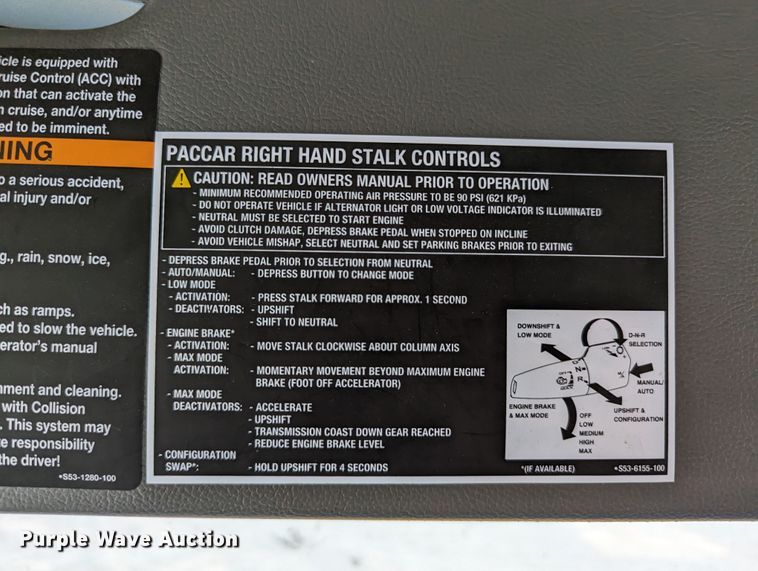 icle is equipped with
ruise Control (ACC) with
on that can activate the
n cruise, and/or anytime
ed to be imminent.
NING
o a serious accident,
al injury and/or
g., rain, snow, ice,
ch as ramps.
ed to slow the vehicle.
erator's manual
nment and cleaning.
with Collision
. This system may
e responsibility
the driver!
*S53-1280-100
PACCAR RIGHT HAND STALK CONTROLS
CAUTION: READ OWNERS MANUAL PRIOR TO OPERATION
- MINIMUM RECOMMENDED OPERATING AIR PRESSURE TO BE 90 PSI (621 KPa)
- DO NOT OPERATE VEHICLE IF ALTERNATOR LIGHT OR LOW VOLTAGE INDICATOR IS ILLUMINATED
- NEUTRAL MUST BE SELECTED TO START ENGINE
- AVOID CLUTCH DAMAGE, DEPRESS BRAKE PEDAL WHEN STOPPED ON INCLINE
- AVOID VEHICLE MISHAP, SELECT NEUTRAL AND SET PARKING BRAKES PRIOR TO EXITING
- DEPRESS BRAKE PEDAL PRIOR TO SELECTION FROM NEUTRAL
- AUTO/MANUAL: - DEPRESS BUTTON TO CHANGE MODE
- LOW MODE
- ACTIVATION: - PRESS STALK FORWARD FOR APPROX. 1 SECOND
- DEACTIVATORS: - UPSHIFT
- SHIFT TO NEUTRAL
- ENGINE BRAKE*
- ACTIVATION: - MOVE STALK CLOCKWISE ABOUT COLUMN AXIS
- MAX MODE
ACTIVATION: - MOMENTARY MOVEMENT BEYOND MAXIMUM ENGINE
BRAKE (FOOT OFF ACCELERATOR)
- MAX MODE
DEACTIVATORS: - ACCELERATE
- UPSHIFT
- TRANSMISSION COAST DOWN GEAR REACHED
- REDUCE ENGINE BRAKE LEVEL
- CONFIGURATION
SWAP*: - HOLD UPSHIFT FOR 4 SECONDS
DOWNSHIFT &
LOW MODE
D-N-R
SELECTION
D
N
R
OFF
MANUAL/
AUTO
ENGINE BRAKE
& MAX MODE
OFF
LOW
MEDIUM
HIGH
MAX
UPSHIFT &
CONFIGURATION
*(IF AVAILABLE)
*S53-6155-100
Purple Wave Auction